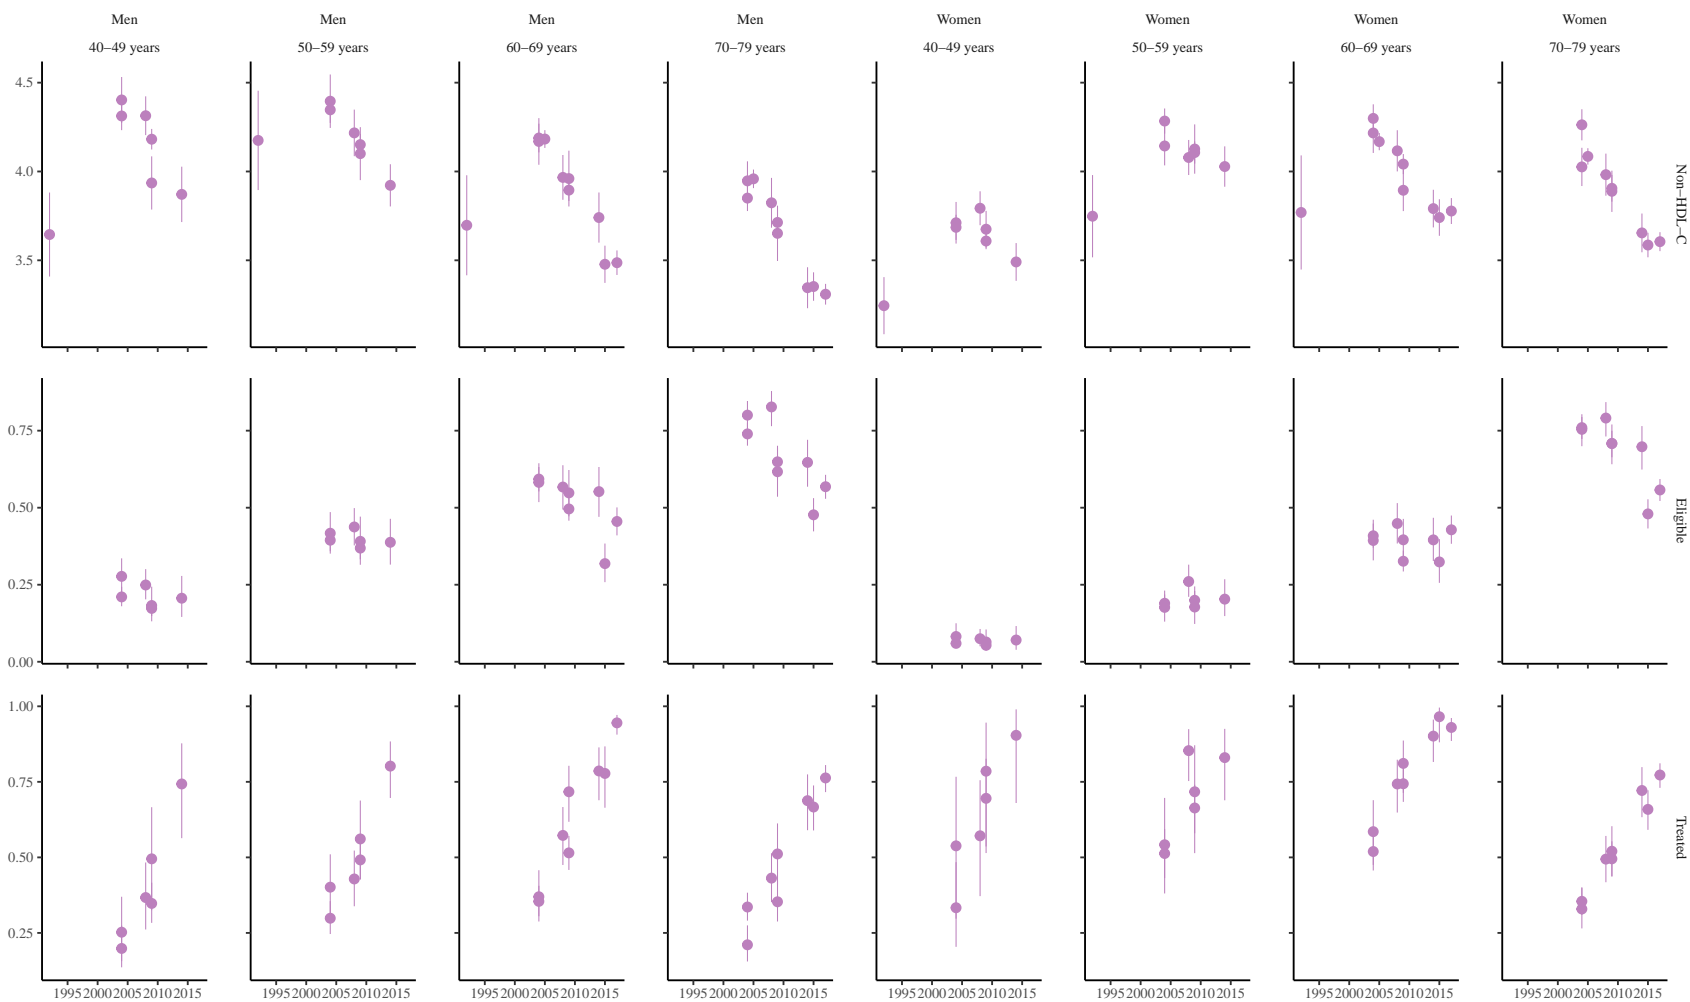 Men Men Men Men Women Women Women Women
40–49 years 50–59 years 60–69 years 70–79 years 40–49 years 50–59 years 60–69 years 70–79 years
4.5
4.0
3.5
Non−HDL−C
0.75
0.50
0.25
0.00
Eligible
1.00
0.75
0.50
0.25
Treated
1995 2000 2005 2010 2015 1995 2000 2005 2010 2015 1995 2000 2005 2010 2015 1995 2000 2005 2010 2015 1995 2000 2005 2010 2015 1995 2000 2005 2010 2015 1995 2000 2005 2010 2015 1995 2000 2005 2010 2015